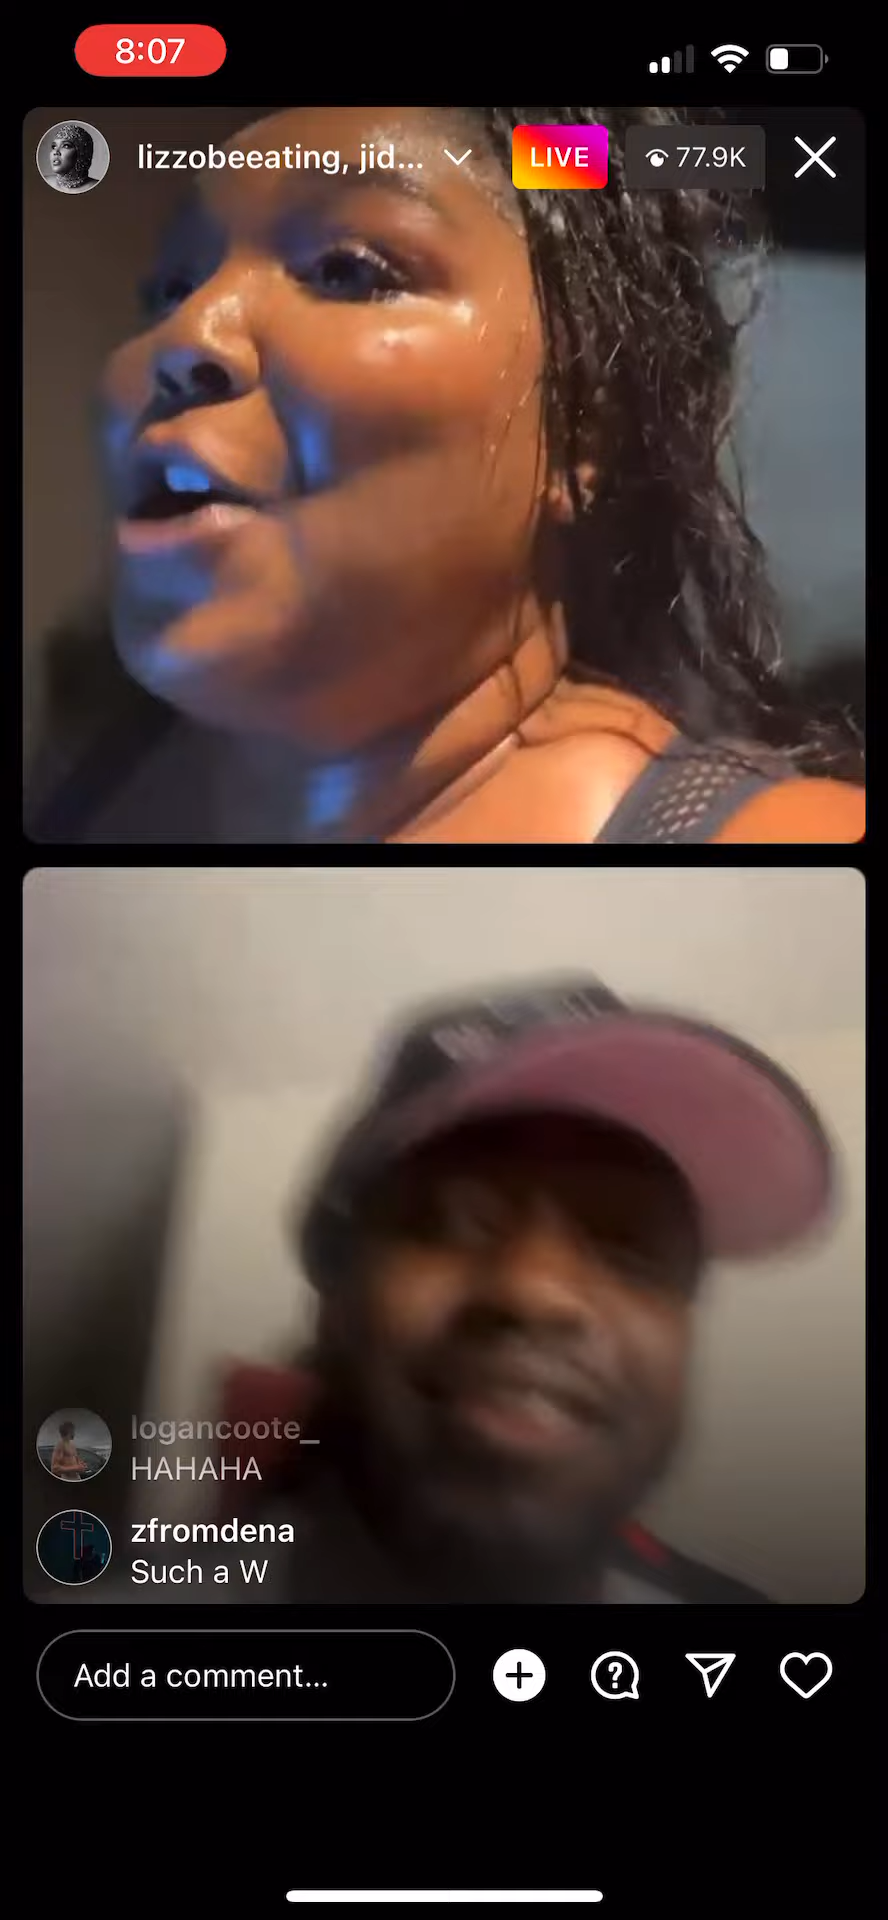 8:07
lizzobeeating, jid... LIVE 77.9K
logancoote_
HAHAHA
zfromdena
Such a W
Add a comment...